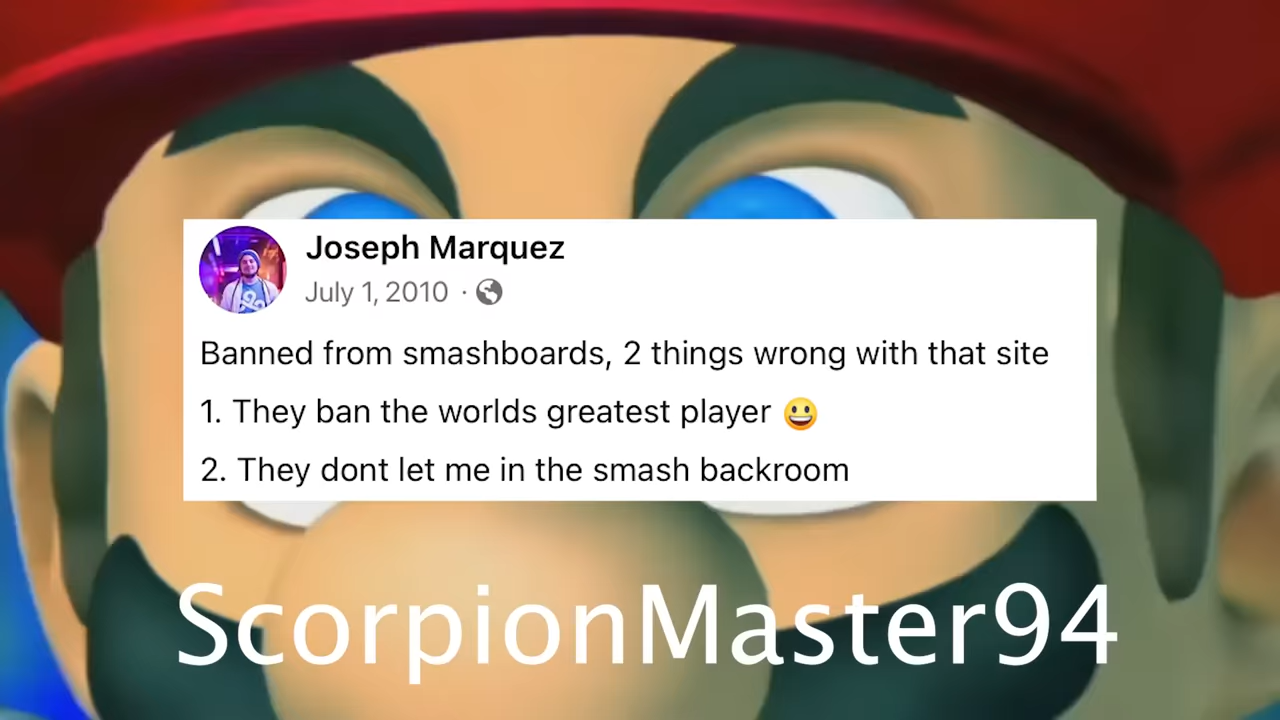 Joseph Marquez
July 1, 2010 ·
Banned from smashboards, 2 things wrong with that site
1. They ban the worlds greatest player 😃
2. They dont let me in the smash backroom
ScorpionMaster94